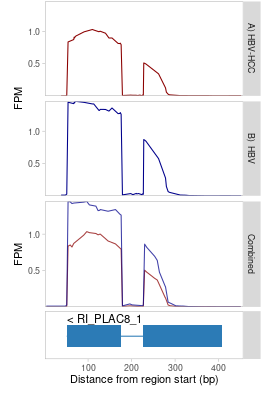 A) HBV-HCC
1.0
0.5
FPM
B) HBV
1.0
0.5
Combined
1.0
0.5
FPM
< RI_PLAC8_1
100 200 300 400
Distance from region start (bp)